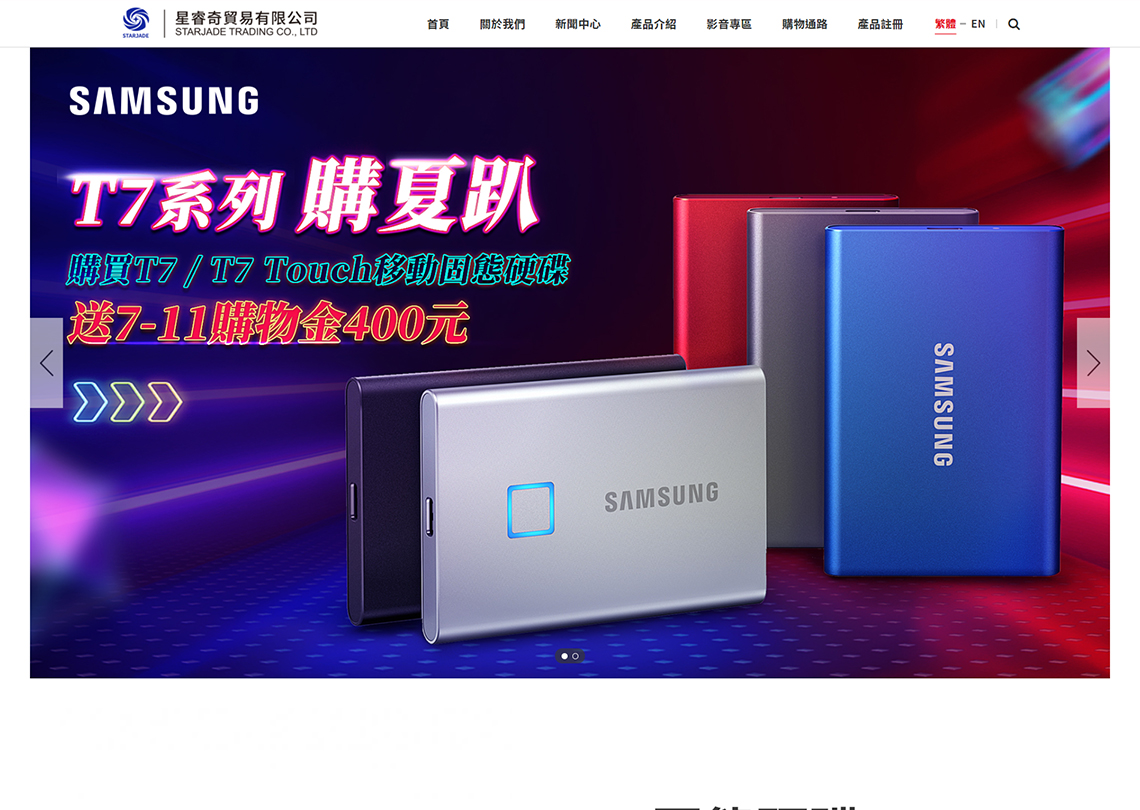 STARJADE
星睿奇貿易有限公司
STARJADE TRADING CO., LTD
首頁 關於我們 新聞中心 產品介紹 影音專區 購物通路 產品註冊 繁體 – EN
SAMSUNG
T7系列 購夏趴
購買T7 / T7 Touch移動固態硬碟
送7-11購物金400元
SAMSUNG
SAMSUNG